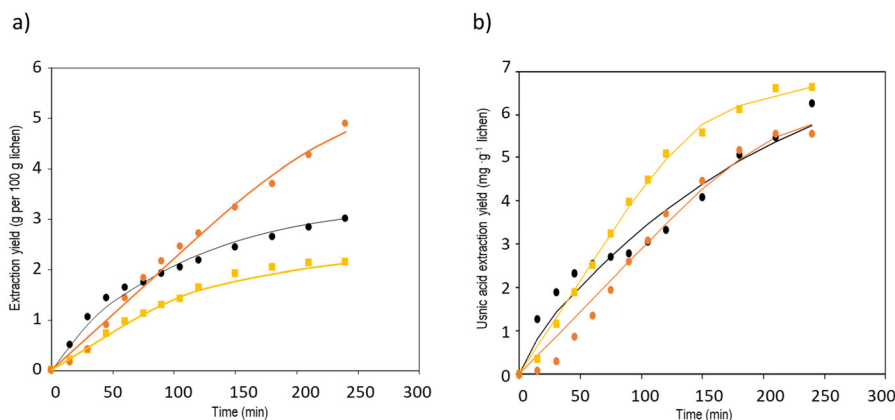 a)
b)
6
5
4
3
2
1
0
0 50 100 150 200 250 300
Extraction yield (g per 100 g lichen)
Time (min)
7
6
5
4
3
2
1
0
0 50 100 150 200 250 300
Usnic acid extraction yield (mg ·g⁻¹ lichen)
Time (min)